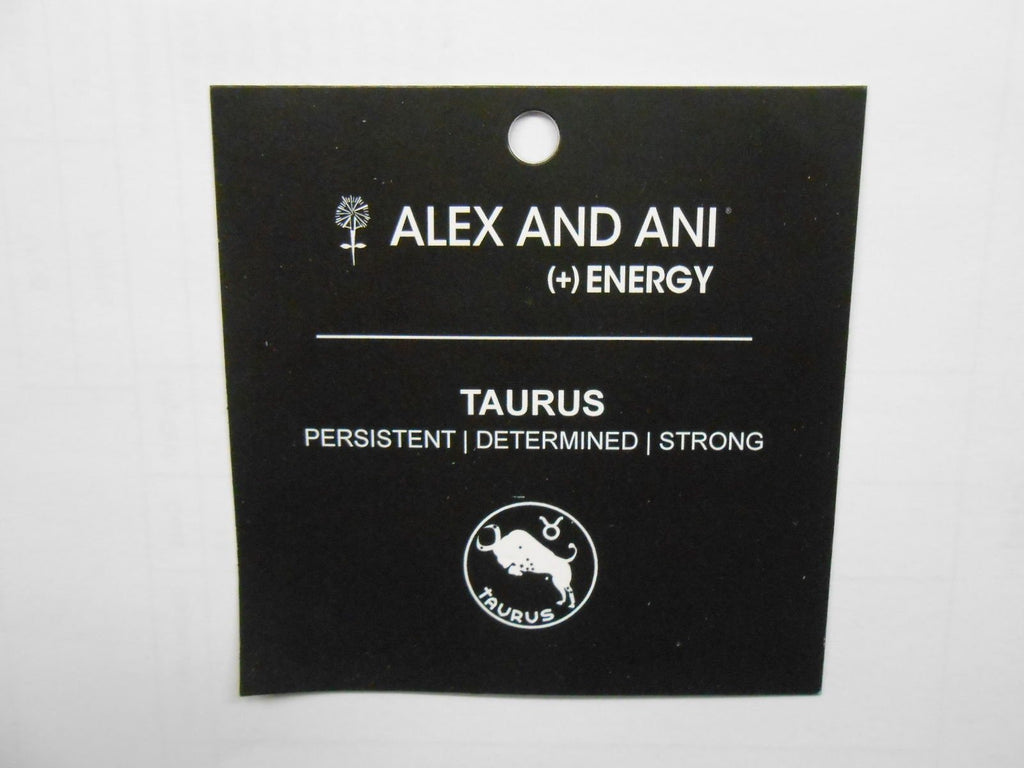 ALEX AND ANI®
(+) ENERGY
TAURUS
PERSISTENT | DETERMINED | STRONG
TAURUS